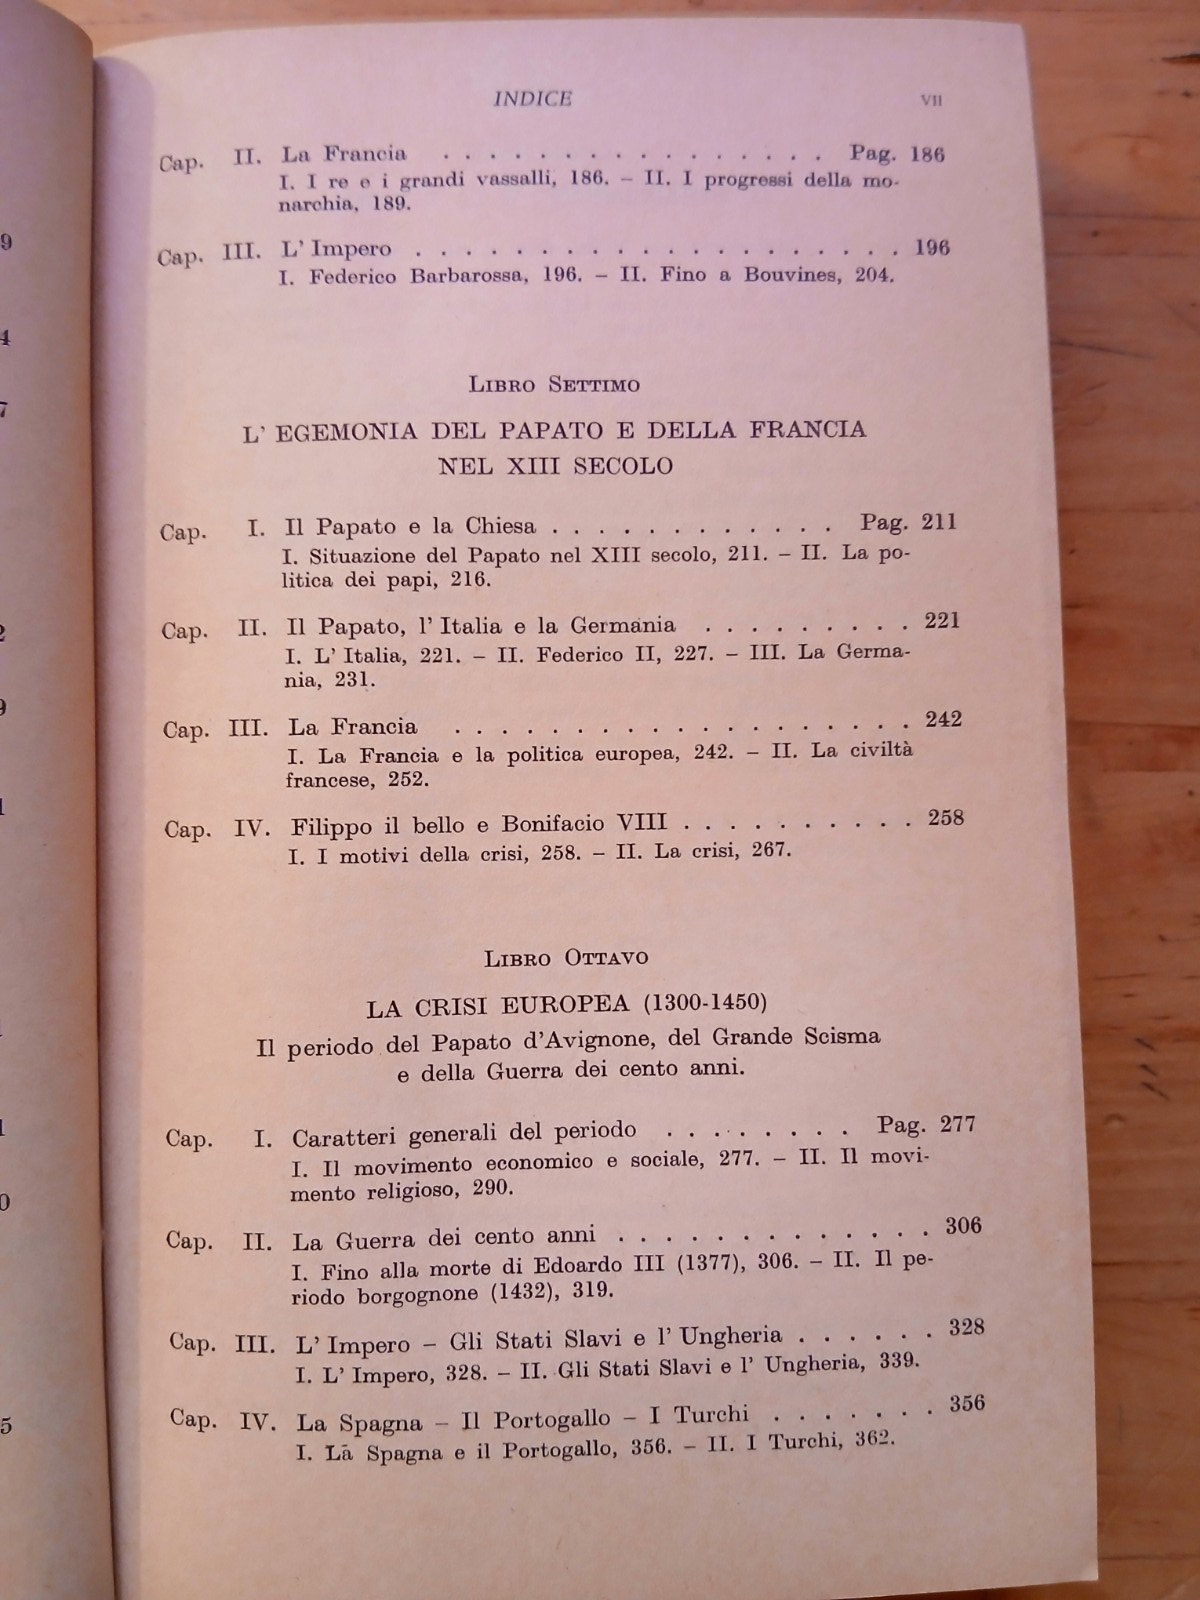 INDICE VII
Cap. II. La Francia . . . . . . . . . . . . . . . . Pag. 186
I. I re e i grandi vassalli, 186. – II. I progressi della mo-
narchia, 189.
Cap. III. L' Impero . . . . . . . . . . . . . . . . . . . . . 196
I. Federico Barbarossa, 196. – II. Fino a Bouvines, 204.
LIBRO SETTIMO
L' EGEMONIA DEL PAPATO E DELLA FRANCIA
NEL XIII SECOLO
Cap. I. Il Papato e la Chiesa . . . . . . . . . . . . Pag. 211
I. Situazione del Papato nel XIII secolo, 211. – II. La po-
litica dei papi, 216.
Cap. II. Il Papato, l' Italia e la Germania . . . . . . . . . 221
I. L' Italia, 221. – II. Federico II, 227. – III. La Germa-
nia, 231.
Cap. III. La Francia . . . . . . . . . . . . . . . . . . . 242
I. La Francia e la politica europea, 242. – II. La civiltà
francese, 252.
Cap. IV. Filippo il bello e Bonifacio VIII . . . . . . . . . . 258
I. I motivi della crisi, 258. – II. La crisi, 267.
LIBRO OTTAVO
LA CRISI EUROPEA (1300-1450)
Il periodo del Papato d'Avignone, del Grande Scisma
e della Guerra dei cento anni.
Cap. I. Caratteri generali del periodo . . . . . . . . Pag. 277
I. Il movimento economico e sociale, 277. – II. Il movi-
mento religioso, 290.
Cap. II. La Guerra dei cento anni . . . . . . . . . . . . . 306
I. Fino alla morte di Edoardo III (1377), 306. – II. Il pe-
riodo borgognone (1432), 319.
Cap. III. L' Impero – Gli Stati Slavi e l' Ungheria . . . . . . 328
I. L' Impero, 328. – II. Gli Stati Slavi e l' Ungheria, 339.
Cap. IV. La Spagna – Il Portogallo – I Turchi . . . . . . . 356
I. La Spagna e il Portogallo, 356. – II. I Turchi, 362.